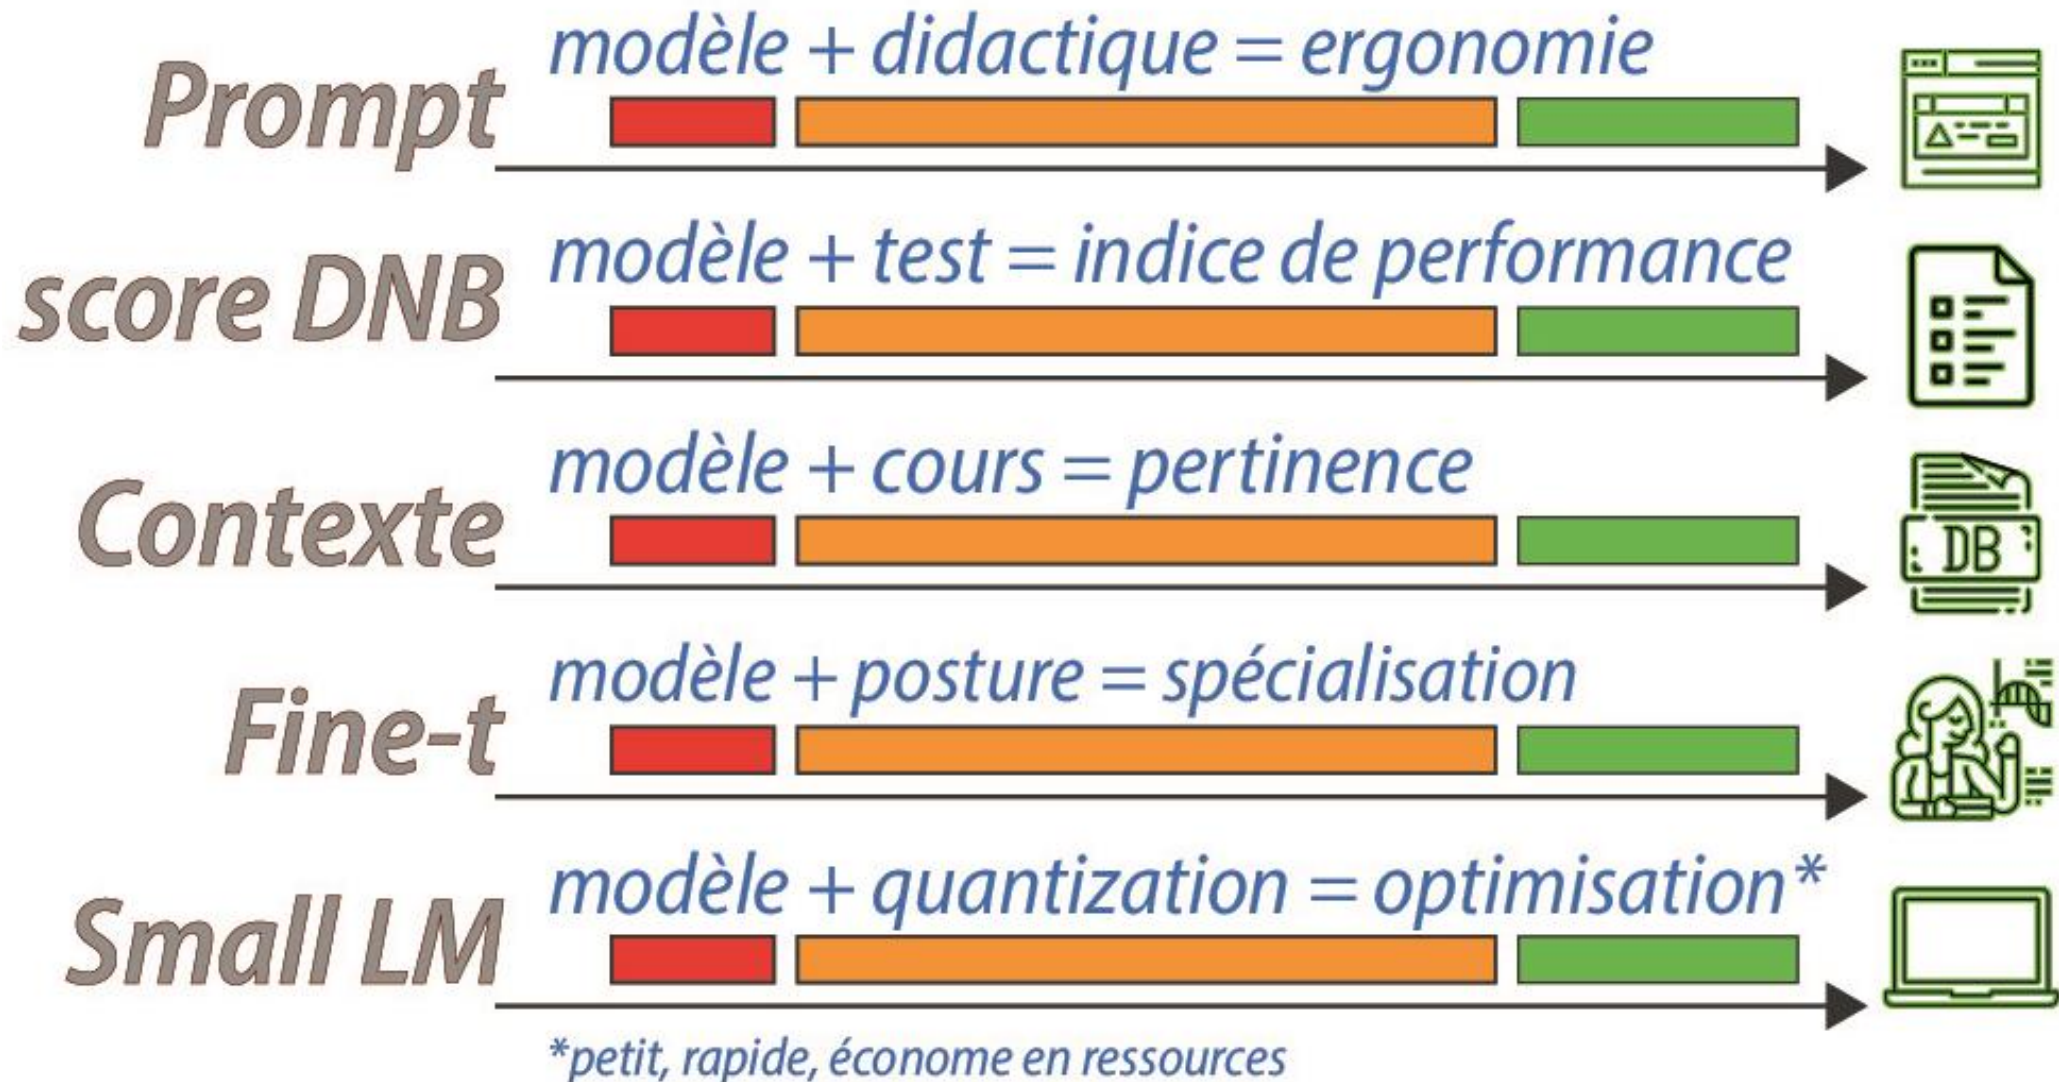 modèle + didactique = ergonomie
Prompt
modèle + test = indice de performance
score DNB
modèle + cours = pertinence
Contexte
DB
modèle + posture = spécialisation
Fine-t
modèle + quantization = optimisation*
Small LM
*petit, rapide, économe en ressources